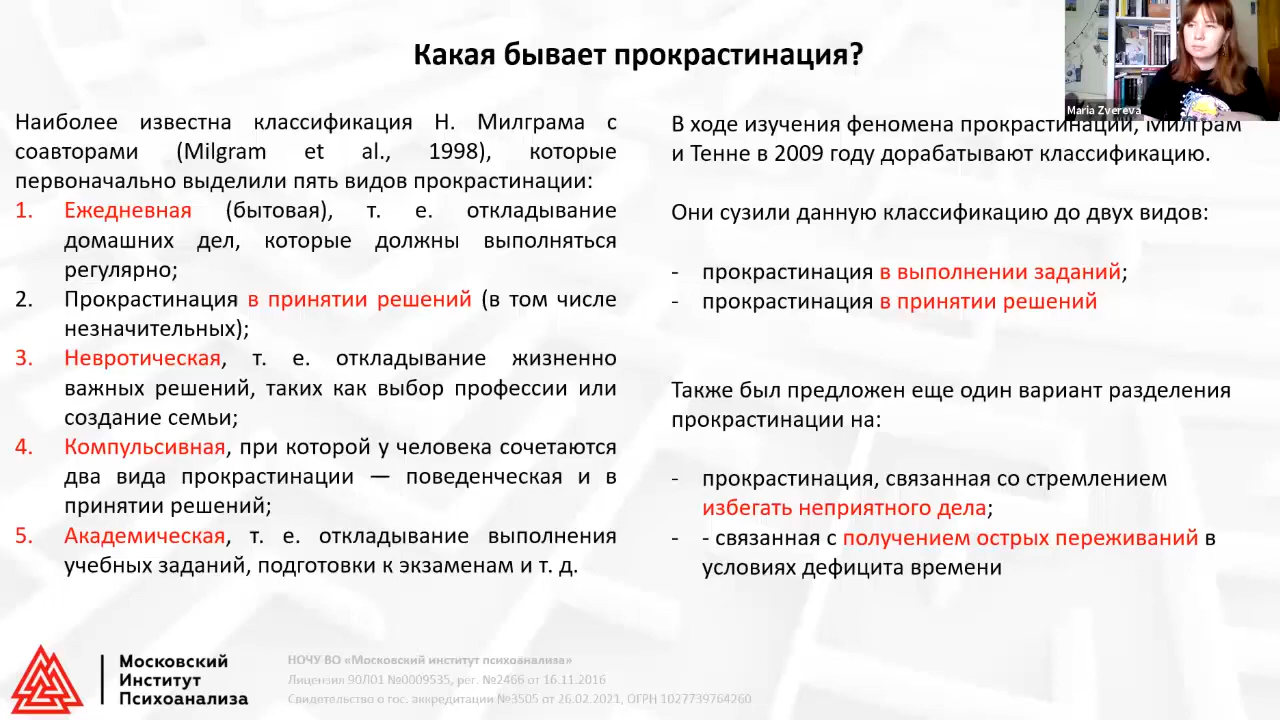 Какая бывает прокрастинация?
Maria Zvereva
Наиболее известна классификация Н. Милграма с
соавторами (Milgram et al., 1998), которые
первоначально выделили пять видов прокрастинации:
1. Ежедневная (бытовая), т. е. откладывание
домашних дел, которые должны выполняться
регулярно;
2. Прокрастинация в принятии решений (в том числе
незначительных);
3. Невротическая, т. е. откладывание жизненно
важных решений, таких как выбор профессии или
создание семьи;
4. Компульсивная, при которой у человека сочетаются
два вида прокрастинации — поведенческая и в
принятии решений;
5. Академическая, т. е. откладывание выполнения
учебных заданий, подготовки к экзаменам и т. д.
В ходе изучения феномена прокрастинации, Милграм
и Тенне в 2009 году дорабатывают классификацию.
Они сузили данную классификацию до двух видов:
- прокрастинация в выполнении заданий;
- прокрастинация в принятии решений
Также был предложен еще один вариант разделения
прокрастинации на:
- прокрастинация, связанная со стремлением
избегать неприятного дела;
- - связанная с получением острых переживаний в
условиях дефицита времени
Московский
Институт
Психоанализа
НОЧУ ВО «Московский институт психоанализа»
Лицензия 90Л01 №0009535, рег. №2466 от 16.11.2016
Свидетельство о гос. аккредитации №3505 от 26.02.2021, ОГРН 1027739764260